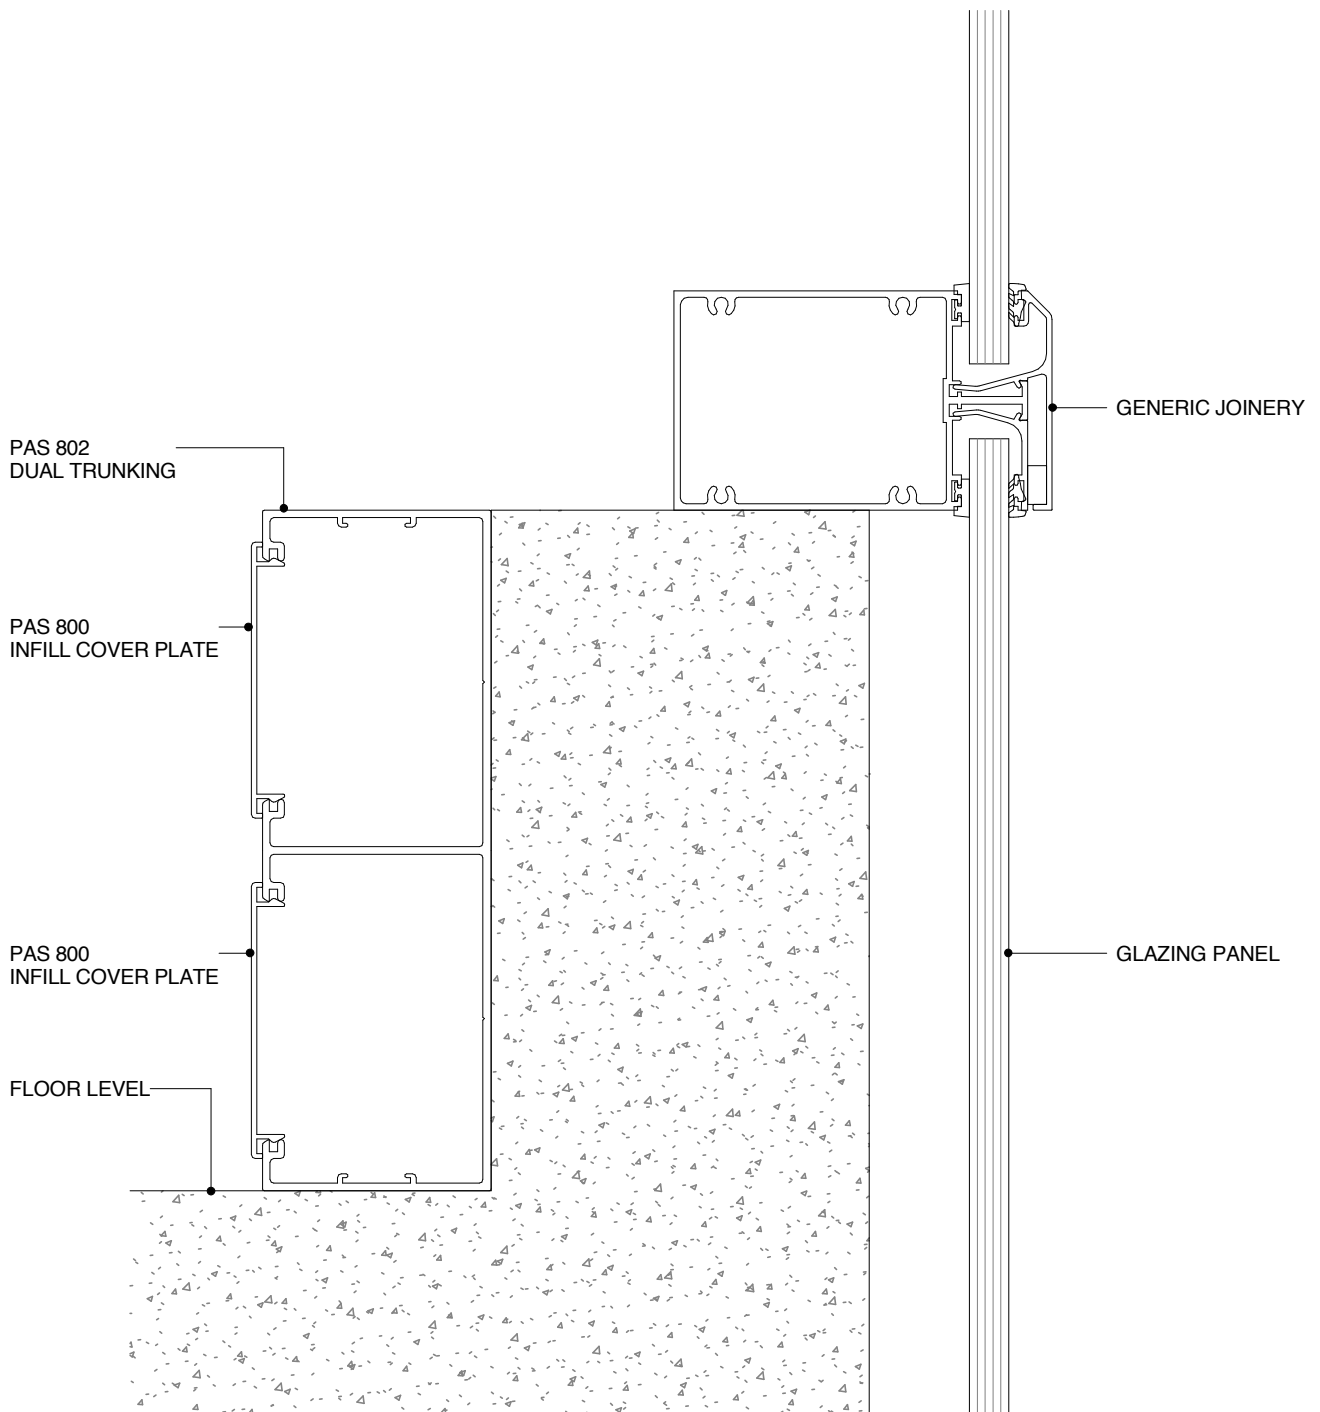 GENERIC JOINERY
PAS 802
DUAL TRUNKING
PAS 800
INFILL COVER PLATE
PAS 800
INFILL COVER PLATE
GLAZING PANEL
FLOOR LEVEL